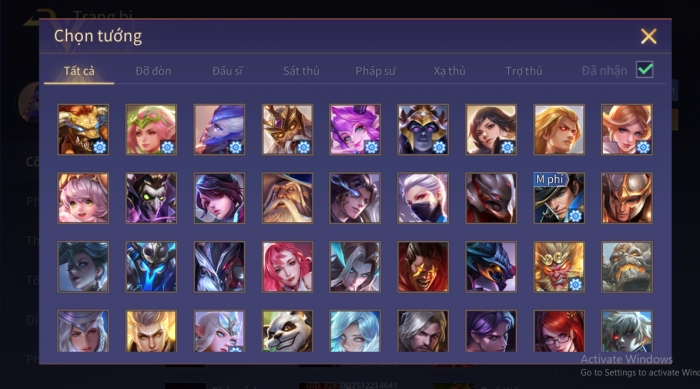 Trang bị
Chọn tướng
Tất cả Đỡ đòn Đấu sĩ Sát thủ Pháp sư Xạ thủ Trợ thủ Đã nhận
M phí
Activate Windows
Go to Settings to activate Win